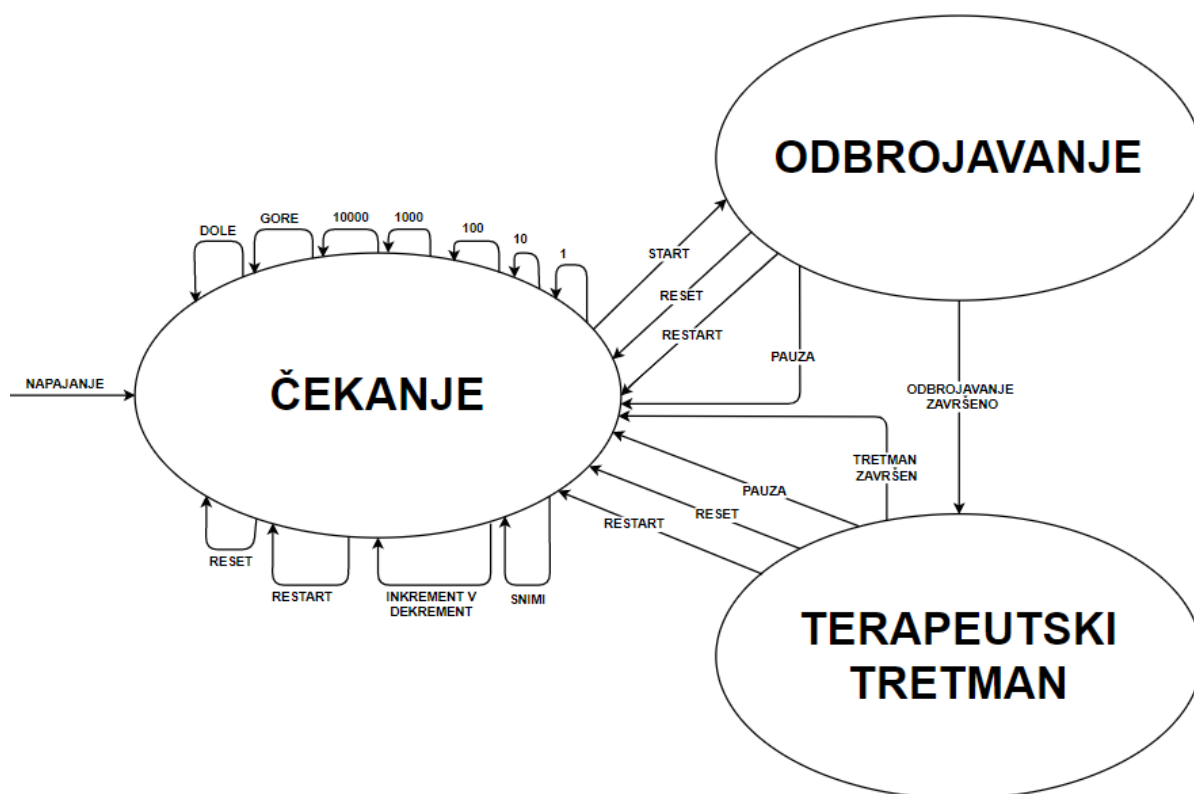 ODBROJAVANJE
DOLE
GORE
10000
1000
100
10
1
START
RESET
RESTART
PAUZA
NAPAJANJE
ČEKANJE
ODBROJAVANJE
ZAVRŠENO
TRETMAN
ZAVRŠEN
PAUZA
RESET
RESTART
RESET
RESTART
INKREMENT V
DEKREMENT
SNIMI
TERAPEUTSKI
TRETMAN